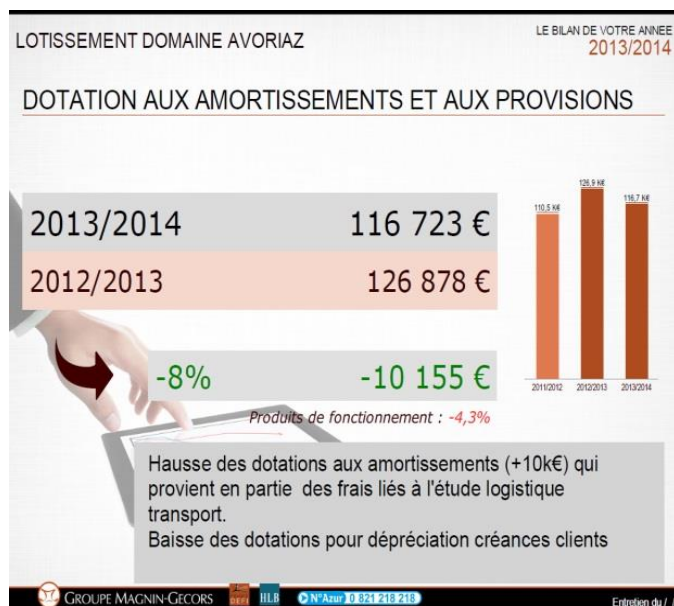 LOTISSEMENT DOMAINE AVORIAZ
LE BILAN DE VOTRE ANNEE
2013/2014
DOTATION AUX AMORTISSEMENTS ET AUX PROVISIONS
2013/2014 116 723 €
2012/2013 126 878 €
-8% -10 155 €
Produits de fonctionnement : -4,3%
110,5 K€
126,9 K€
116,7 K€
2011/2012 2012/2013 2013/2014
Hausse des dotations aux amortissements (+10k€) qui
provient en partie des frais liés à l'étude logistique
transport.
Baisse des dotations pour dépréciation créances clients
GROUPE MAGNIN-GECORS DEFI HLB N°Azur 0 821 218 218
Entretien du /